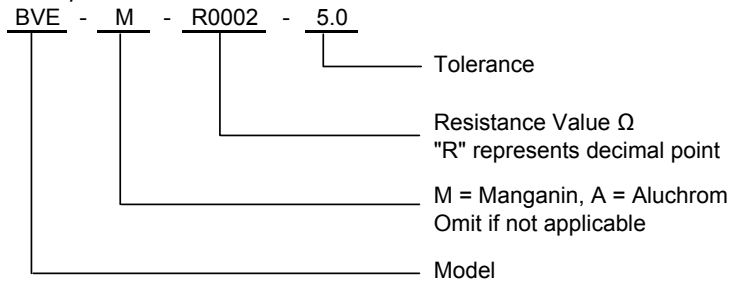 BVE - M - R0002 - 5.0
Tolerance
Resistance Value Ω
"R" represents decimal point
M = Manganin, A = Aluchrom
Omit if not applicable
Model